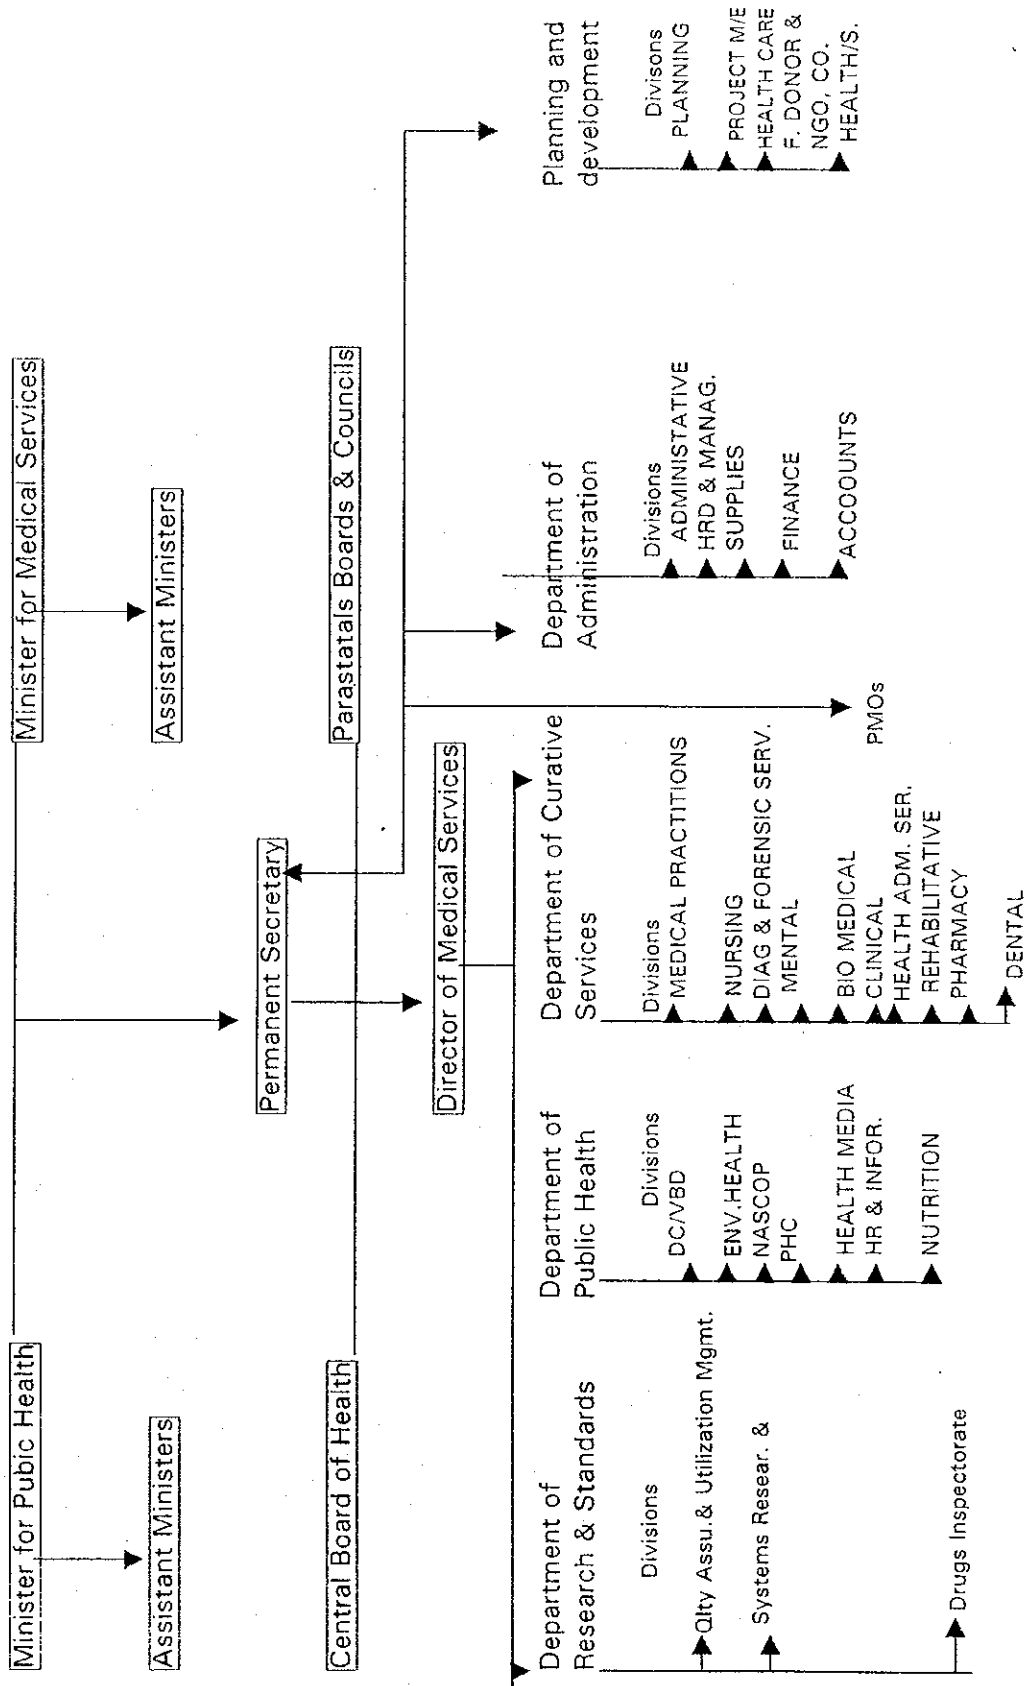 Minister for Pubic Health
Minister for Medical Services
Assistant Ministers
Assistant Ministers
Permanent Secretary
Central Board of Health
Parastatals Boards & Councils
Director of Medical Services
Department of
Research & Standards
Divisions
Qlty Assu.& Utilization Mgmt.
Systems Resear. &
Drugs Inspectorate
Department of
Public Health
Divisions
DC/VBD
ENV.HEALTH
NASCOP
PHC
HEALTH MEDIA
HR & INFOR.
NUTRITION
Department of Curative
Services
Divisions
MEDICAL PRACTITIONS
NURSING
DIAG & FORENSIC SERV.
MENTAL
BIO MEDICAL
CLINICAL
HEALTH ADM. SER.
REHABILITATIVE
PHARMACY
DENTAL
PMOs
Department of
Administration
Divisions
ADMINISTATIVE
HRD & MANAG.
SUPPLIES
FINANCE
ACCOUNTS
Planning and
development
Divisons
PLANNING
PROJECT M/E
HEALTH CARE
F. DONOR &
NGO, CO.
HEALTH/S.